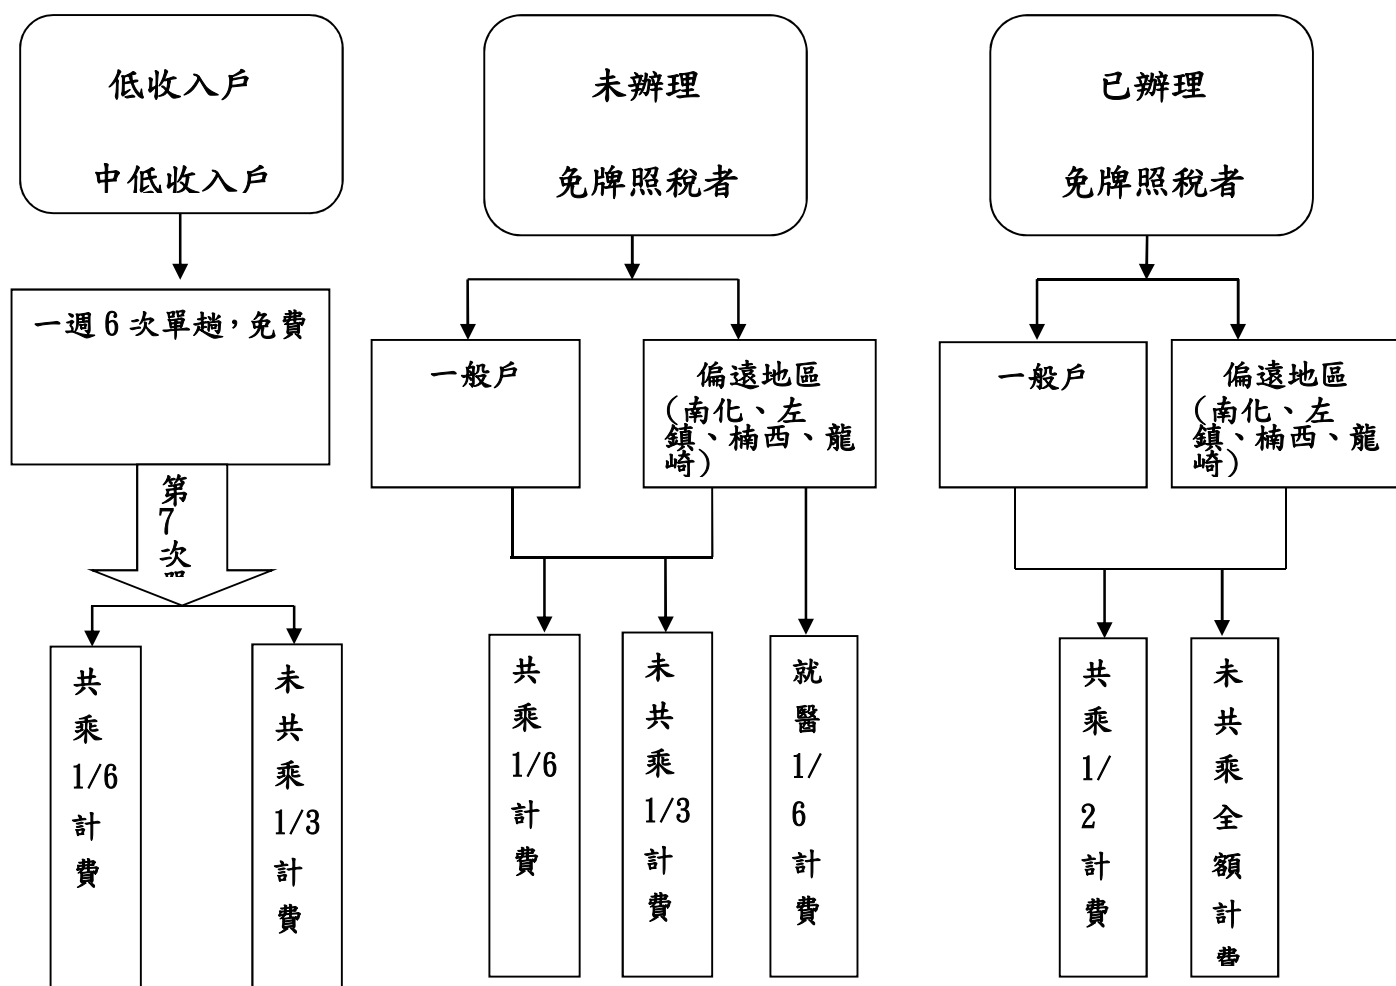 低收入戶
中低收入戶
未辦理
免牌照稅者
已辦理
免牌照稅者
一週6次單趟，免費
一般戶
偏遠地區
(南化、左
鎮、楠西、龍
崎)
一般戶
偏遠地區
(南化、左
鎮、楠西、龍
崎)
第
7
次
共
乘
1/6
計
費
未
共
乘
1/3
計
費
共
乘
1/6
計
費
未
共
乘
1/3
計
費
就
醫
1/
6
計
費
共
乘
1/
2
計
費
未
共
乘
全
額
計
費